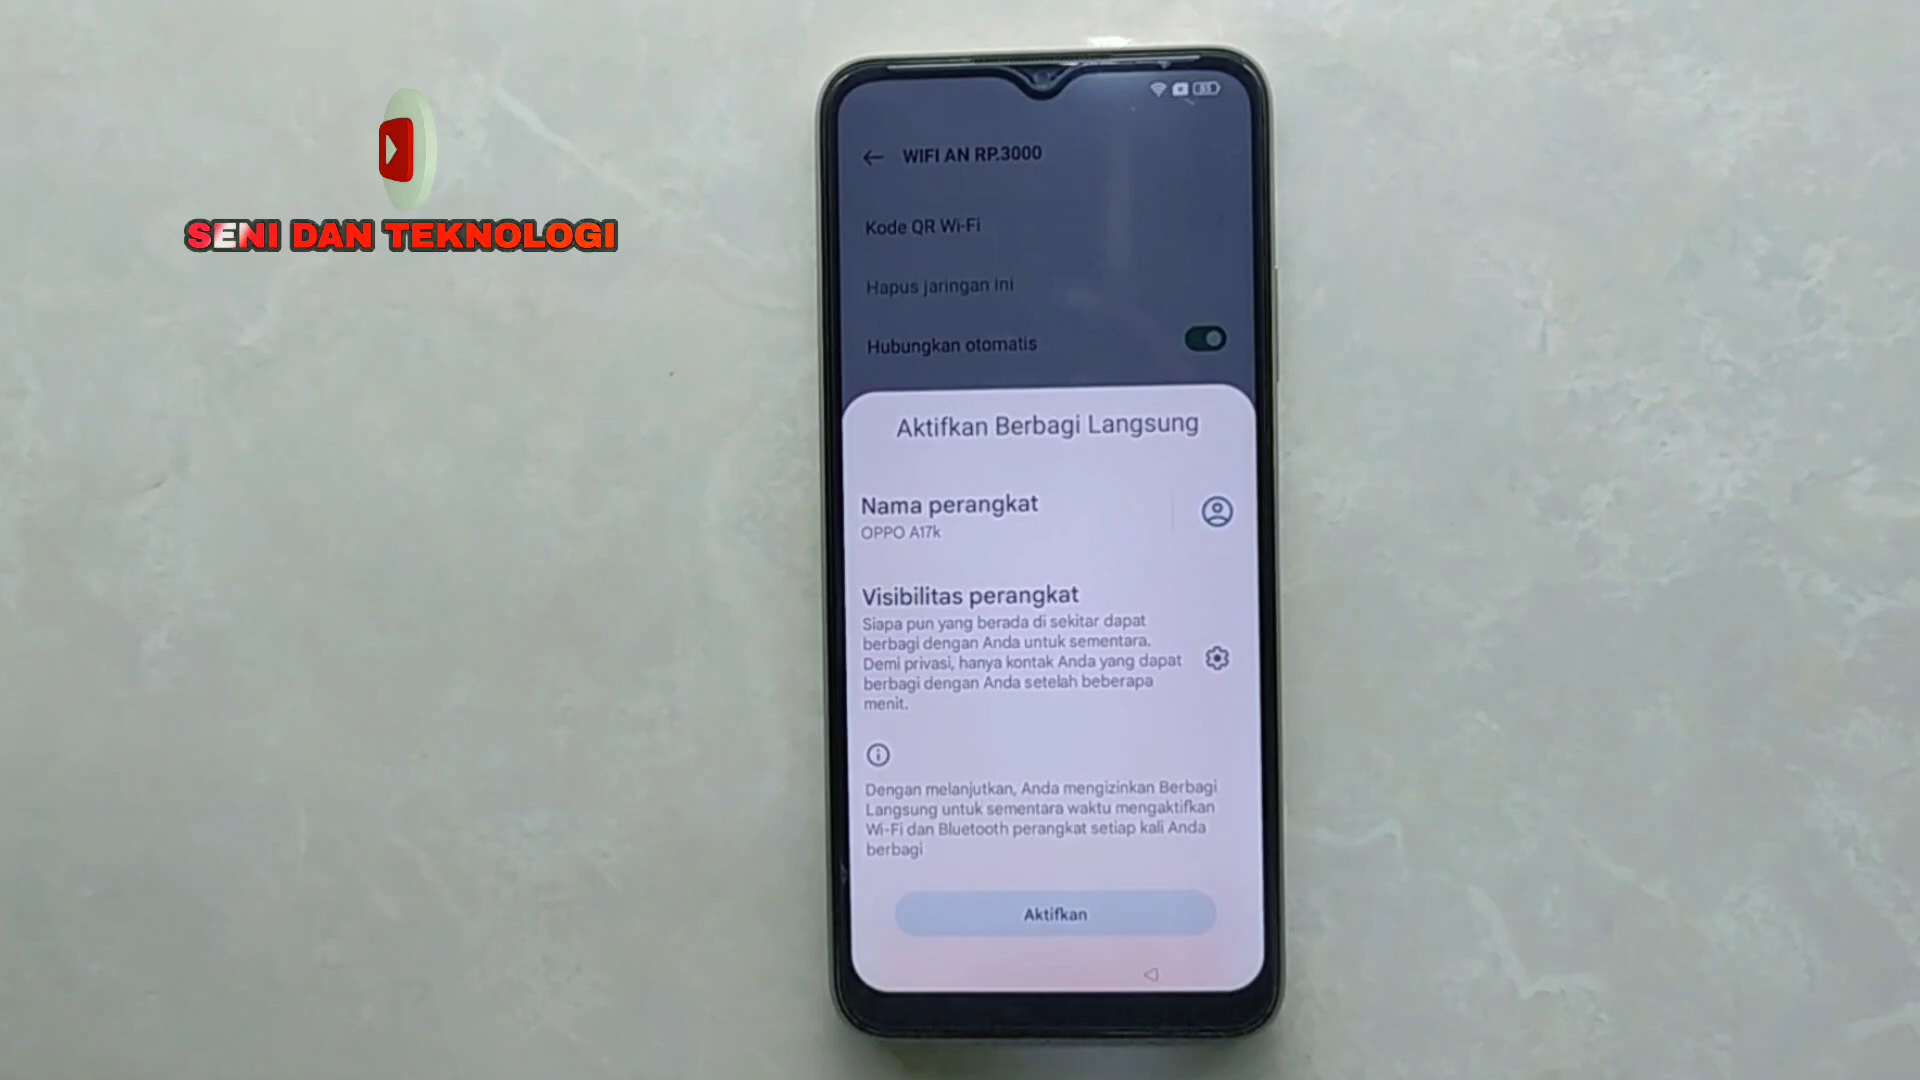 SENI DAN TEKNOLOGI
WIFI AN RP.3000
Kode QR Wi-Fi
Hapus jaringan ini
Hubungkan otomatis
Aktifkan Berbagi Langsung
Nama perangkat
OPPO A17k
Visibilitas perangkat
Siapa pun yang berada di sekitar dapat
berbagi dengan Anda untuk sementara.
Demi privasi, hanya kontak Anda yang dapat
berbagi dengan Anda setelah beberapa
menit.
Dengan melanjutkan, Anda mengizinkan Berbagi
Langsung untuk sementara waktu mengaktifkan
Wi-Fi dan Bluetooth perangkat setiap kali Anda
berbagi
Aktifkan